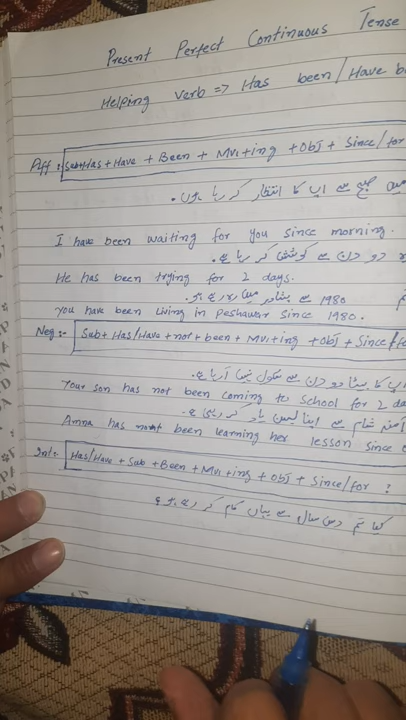 Present Perfect Continuous Tense
Helping verb => Has been/Have b
Aff: Sub+Has+Have + Been + MV1+ing + Obj + Since/for
میں صبح سے آپ کا انتظار کر رہا ہوں۔
I have been waiting for you since morning.
دو دن سے کوشش کر رہا ہے۔
He has been trying for 2 days.
1980 سے پشاور میں رہ رہے ہو۔
You have been living in Peshawar since 1980.
Neg:- Sub+ Has/Have +not +been + MV1+ing +Obj + Since/fo
آپ کا بیٹا دو دن سے سکول نہیں آ رہا ہے۔
Your son has not been coming to school for 2 da
آمنہ شام سے اپنا لیسن یاد کر رہی ہے۔
Amna has not been learning her lesson since e
Int:- Has/Have + Sub +Been +MV1 +ing + obj + Since/for ?
کیا تم دس سال سے یہاں کام کر رہے ہو؟